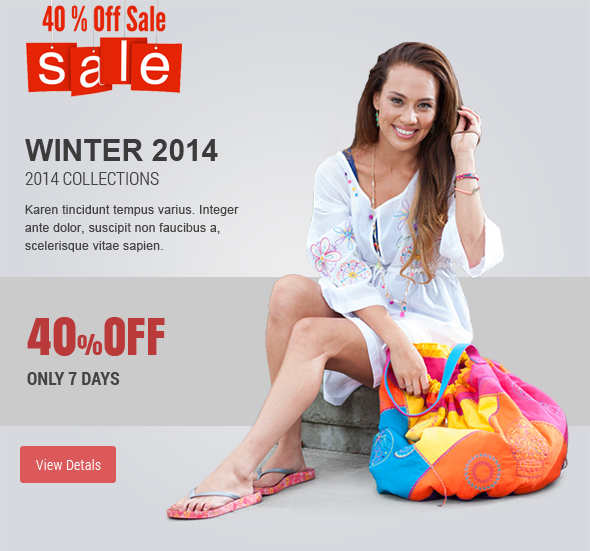 40 % Off Sale
sale
WINTER 2014
2014 COLLECTIONS
Karen tincidunt tempus varius. Integer
ante dolor, suscipit non faucibus a,
scelerisque vitae sapien.
40%OFF
ONLY 7 DAYS
View Detals